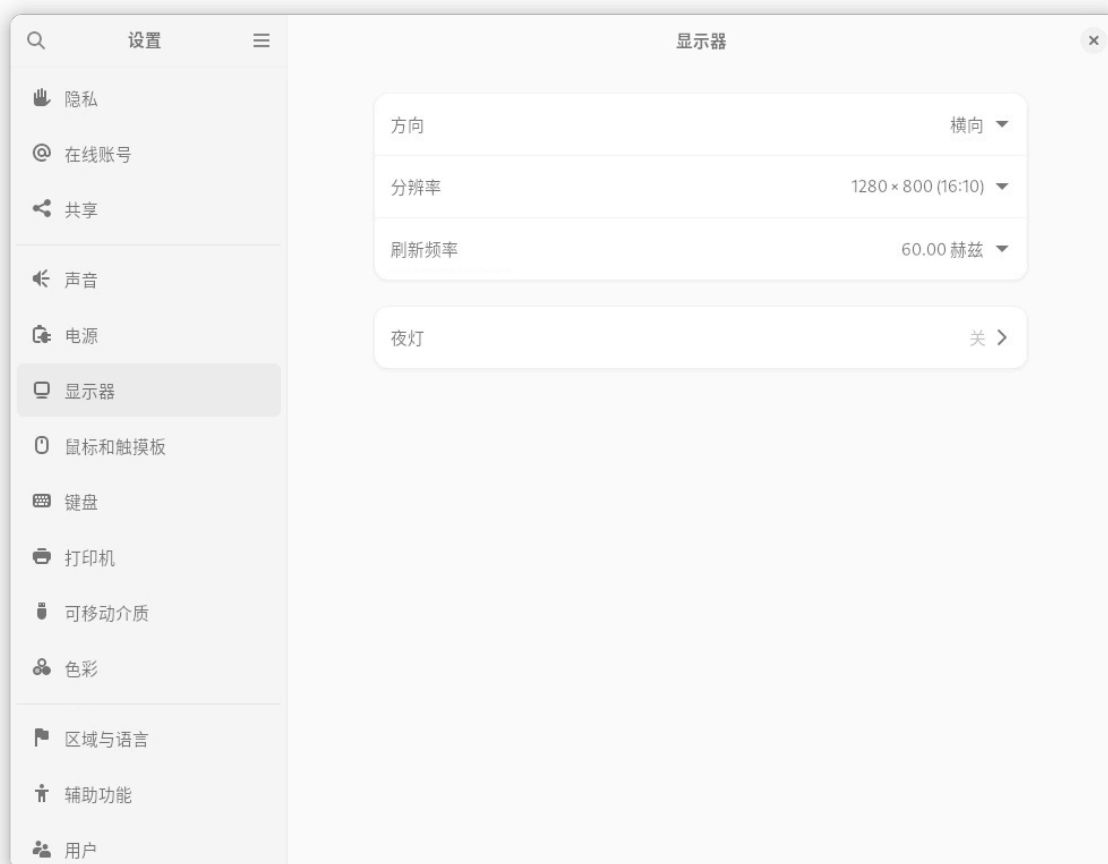 设置
隐私
在线账号
共享
声音
电源
显示器
鼠标和触摸板
键盘
打印机
可移动介质
色彩
区域与语言
辅助功能
用户
显示器
方向 横向
分辨率 1280 × 800 (16:10)
刷新频率 60.00 赫兹
夜灯 关